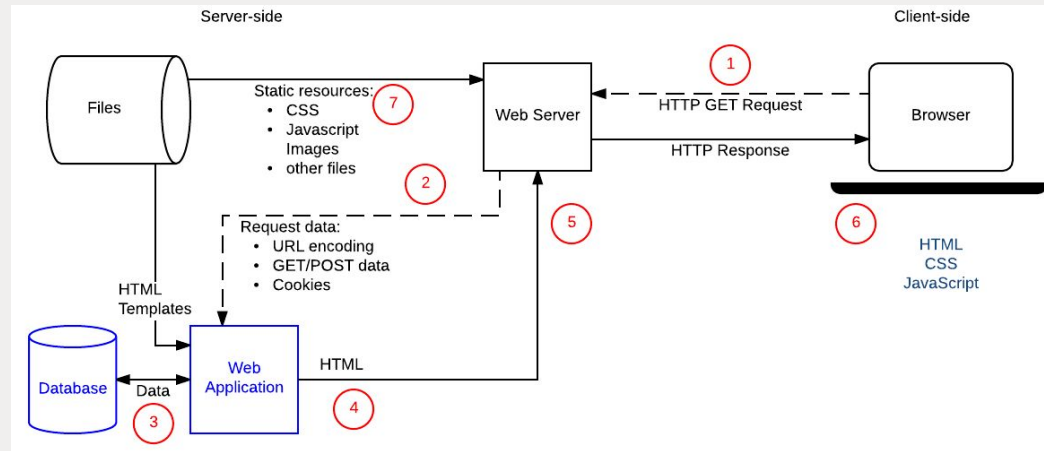 Server-side
Client-side
1
Files
Static resources:
• CSS
• Javascript
Images
• other files
7
Web Server
HTTP GET Request
HTTP Response
Browser
2
Request data:
• URL encoding
• GET/POST data
• Cookies
5
6
HTML
CSS
JavaScript
HTML
Templates
Database
Data
3
Web
Application
HTML
4